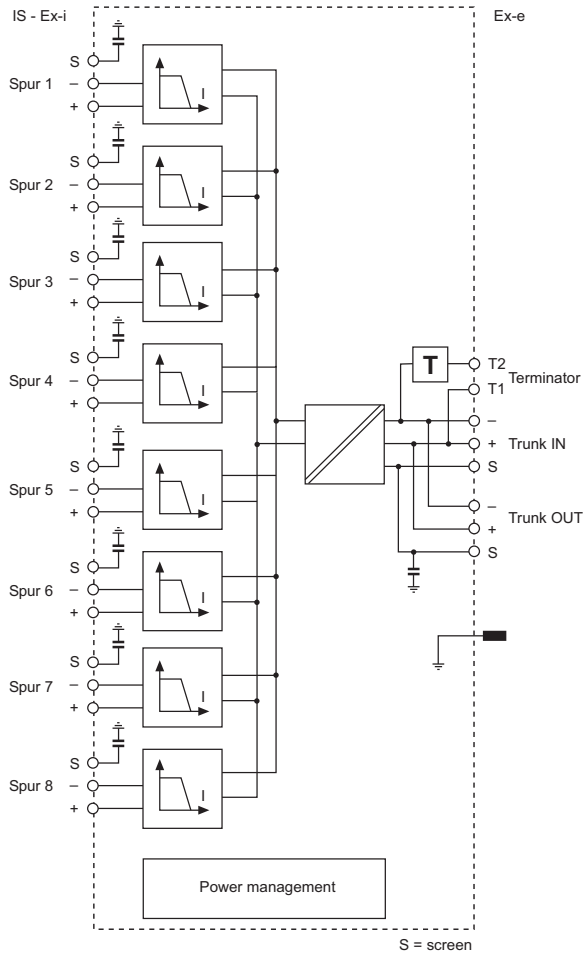 IS - Ex-i
Ex-e
S
Spur 1 –
+
I
S
Spur 2 –
+
I
S
Spur 3 –
+
I
S
Spur 4 –
+
I
S
Spur 5 –
+
I
S
Spur 6 –
+
I
S
Spur 7 –
+
I
S
Spur 8 –
+
I
T
T2
T1
Terminator
–
+ Trunk IN
S
–
Trunk OUT
+
S
Power management
S = screen